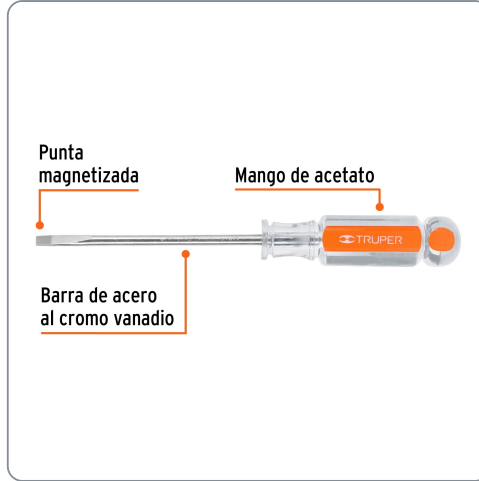 Punta
magnetizada
Mango de acetato
TRUPER
Barra de acero
al cromo vanadio